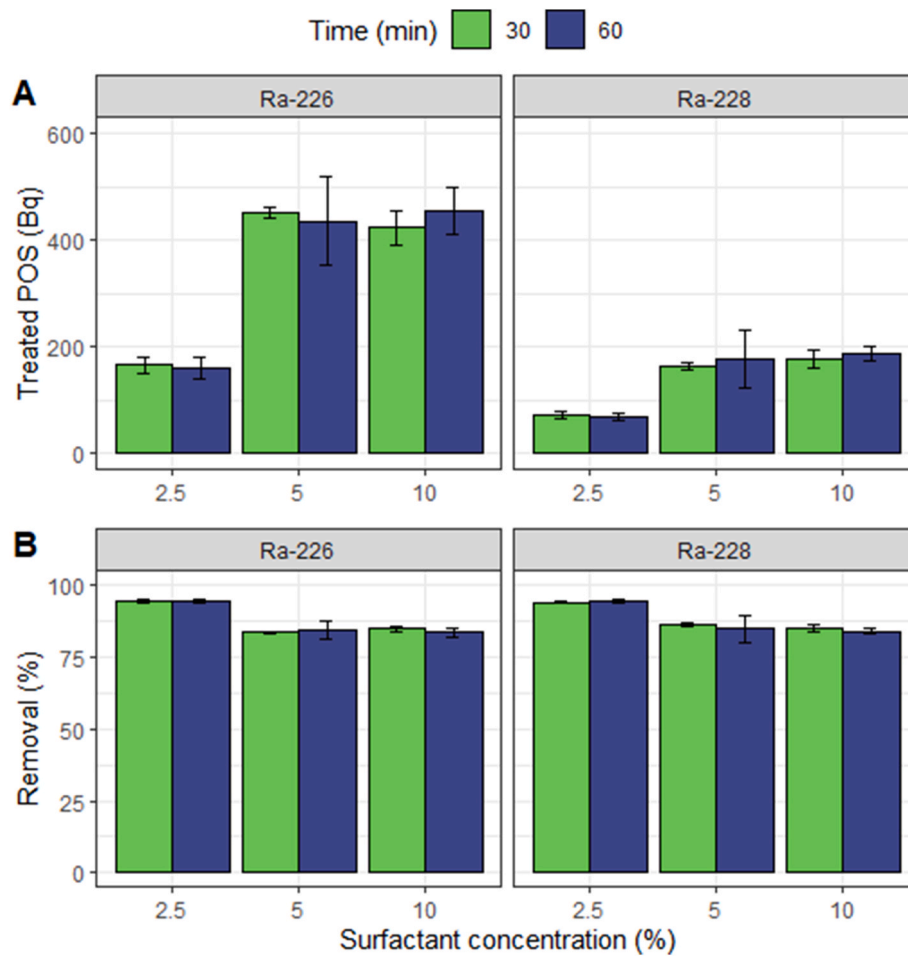 Time (min) 30 60
A
Ra-226 Ra-228
Treated POS (Bq)
600
400
200
0
2.5 5 10 2.5 5 10
B
Ra-226 Ra-228
Removal (%)
100
75
50
25
0
2.5 5 10 2.5 5 10
Surfactant concentration (%)